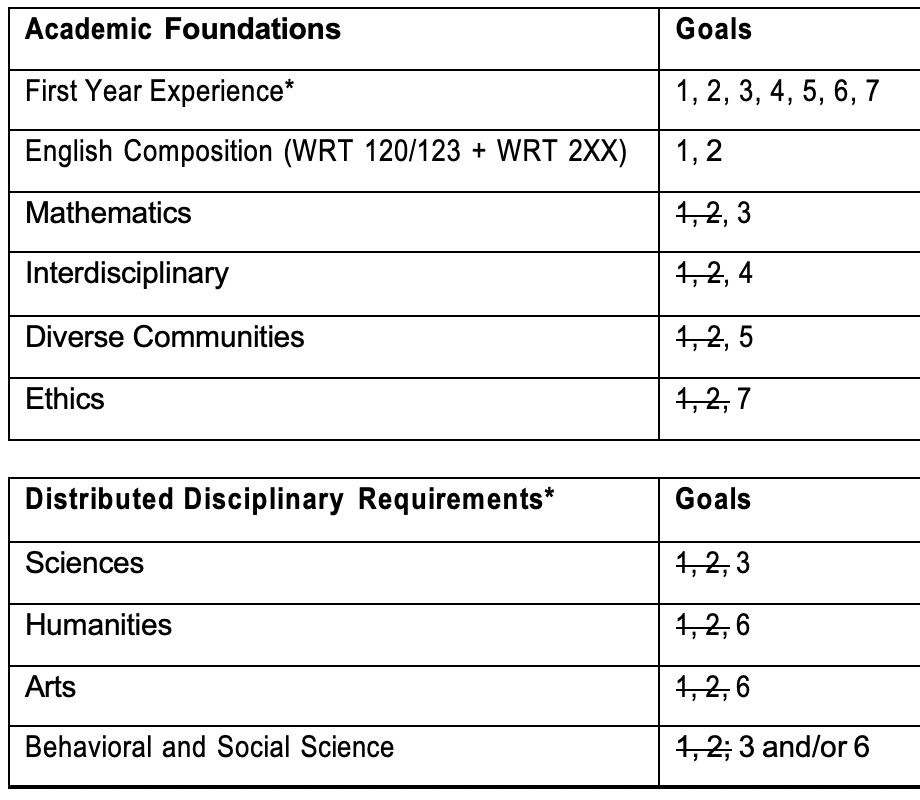 Academic Foundations Goals
First Year Experience* 1, 2, 3, 4, 5, 6, 7
English Composition (WRT 120/123 + WRT 2XX) 1, 2
Mathematics 1, 2, 3
Interdisciplinary 1, 2, 4
Diverse Communities 1, 2, 5
Ethics 1, 2, 7
Distributed Disciplinary Requirements* Goals
Sciences 1, 2, 3
Humanities 1, 2, 6
Arts 1, 2, 6
Behavioral and Social Science 1, 2; 3 and/or 6